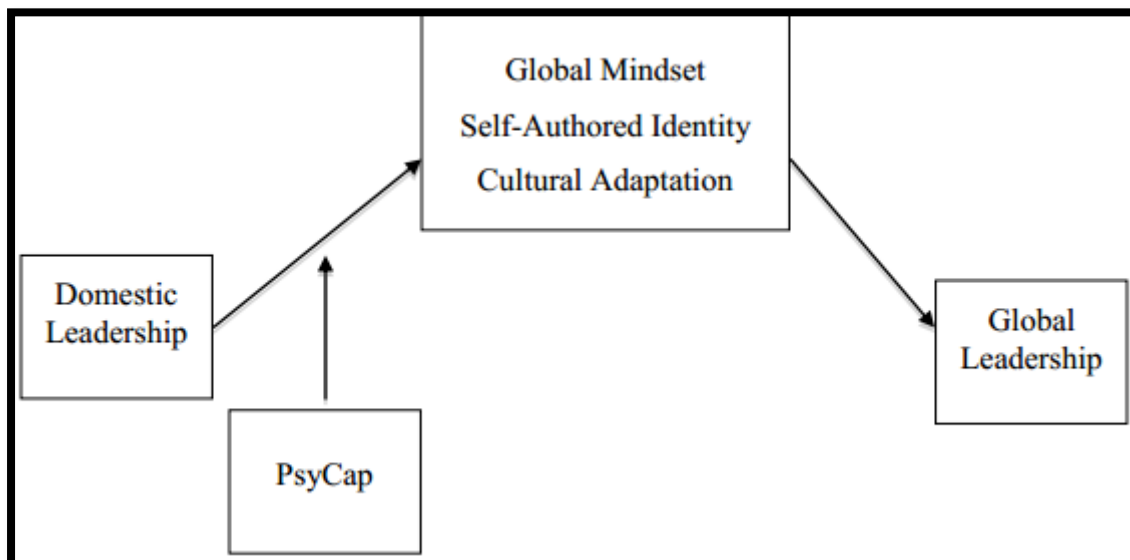 Global Mindset
Self-Authored Identity
Cultural Adaptation
Domestic
Leadership
Global
Leadership
PsyCap